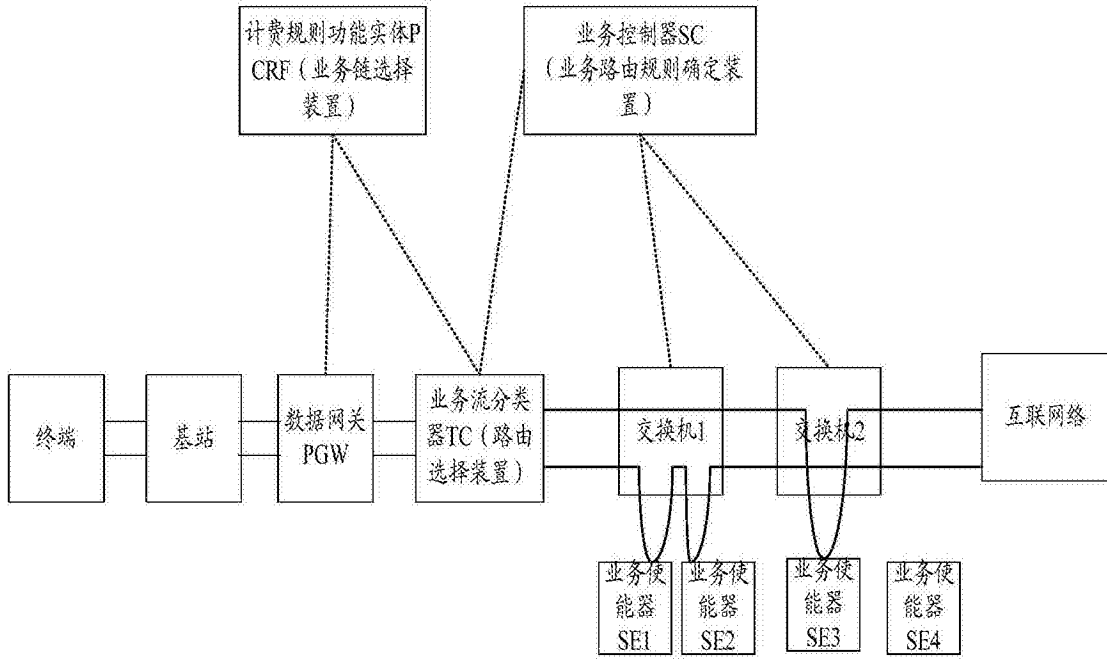 计费规则功能实体P
CRF（业务链选择
装置）
业务控制器SC
（业务路由规则确定装
置）
终端
基站
数据网关
PGW
业务流分类
器TC（路由
选择装置）
交换机1
交换机2
互联网络
业务使
能器
SE1
业务使
能器
SE2
业务使
能器
SE3
业务使
能器
SE4